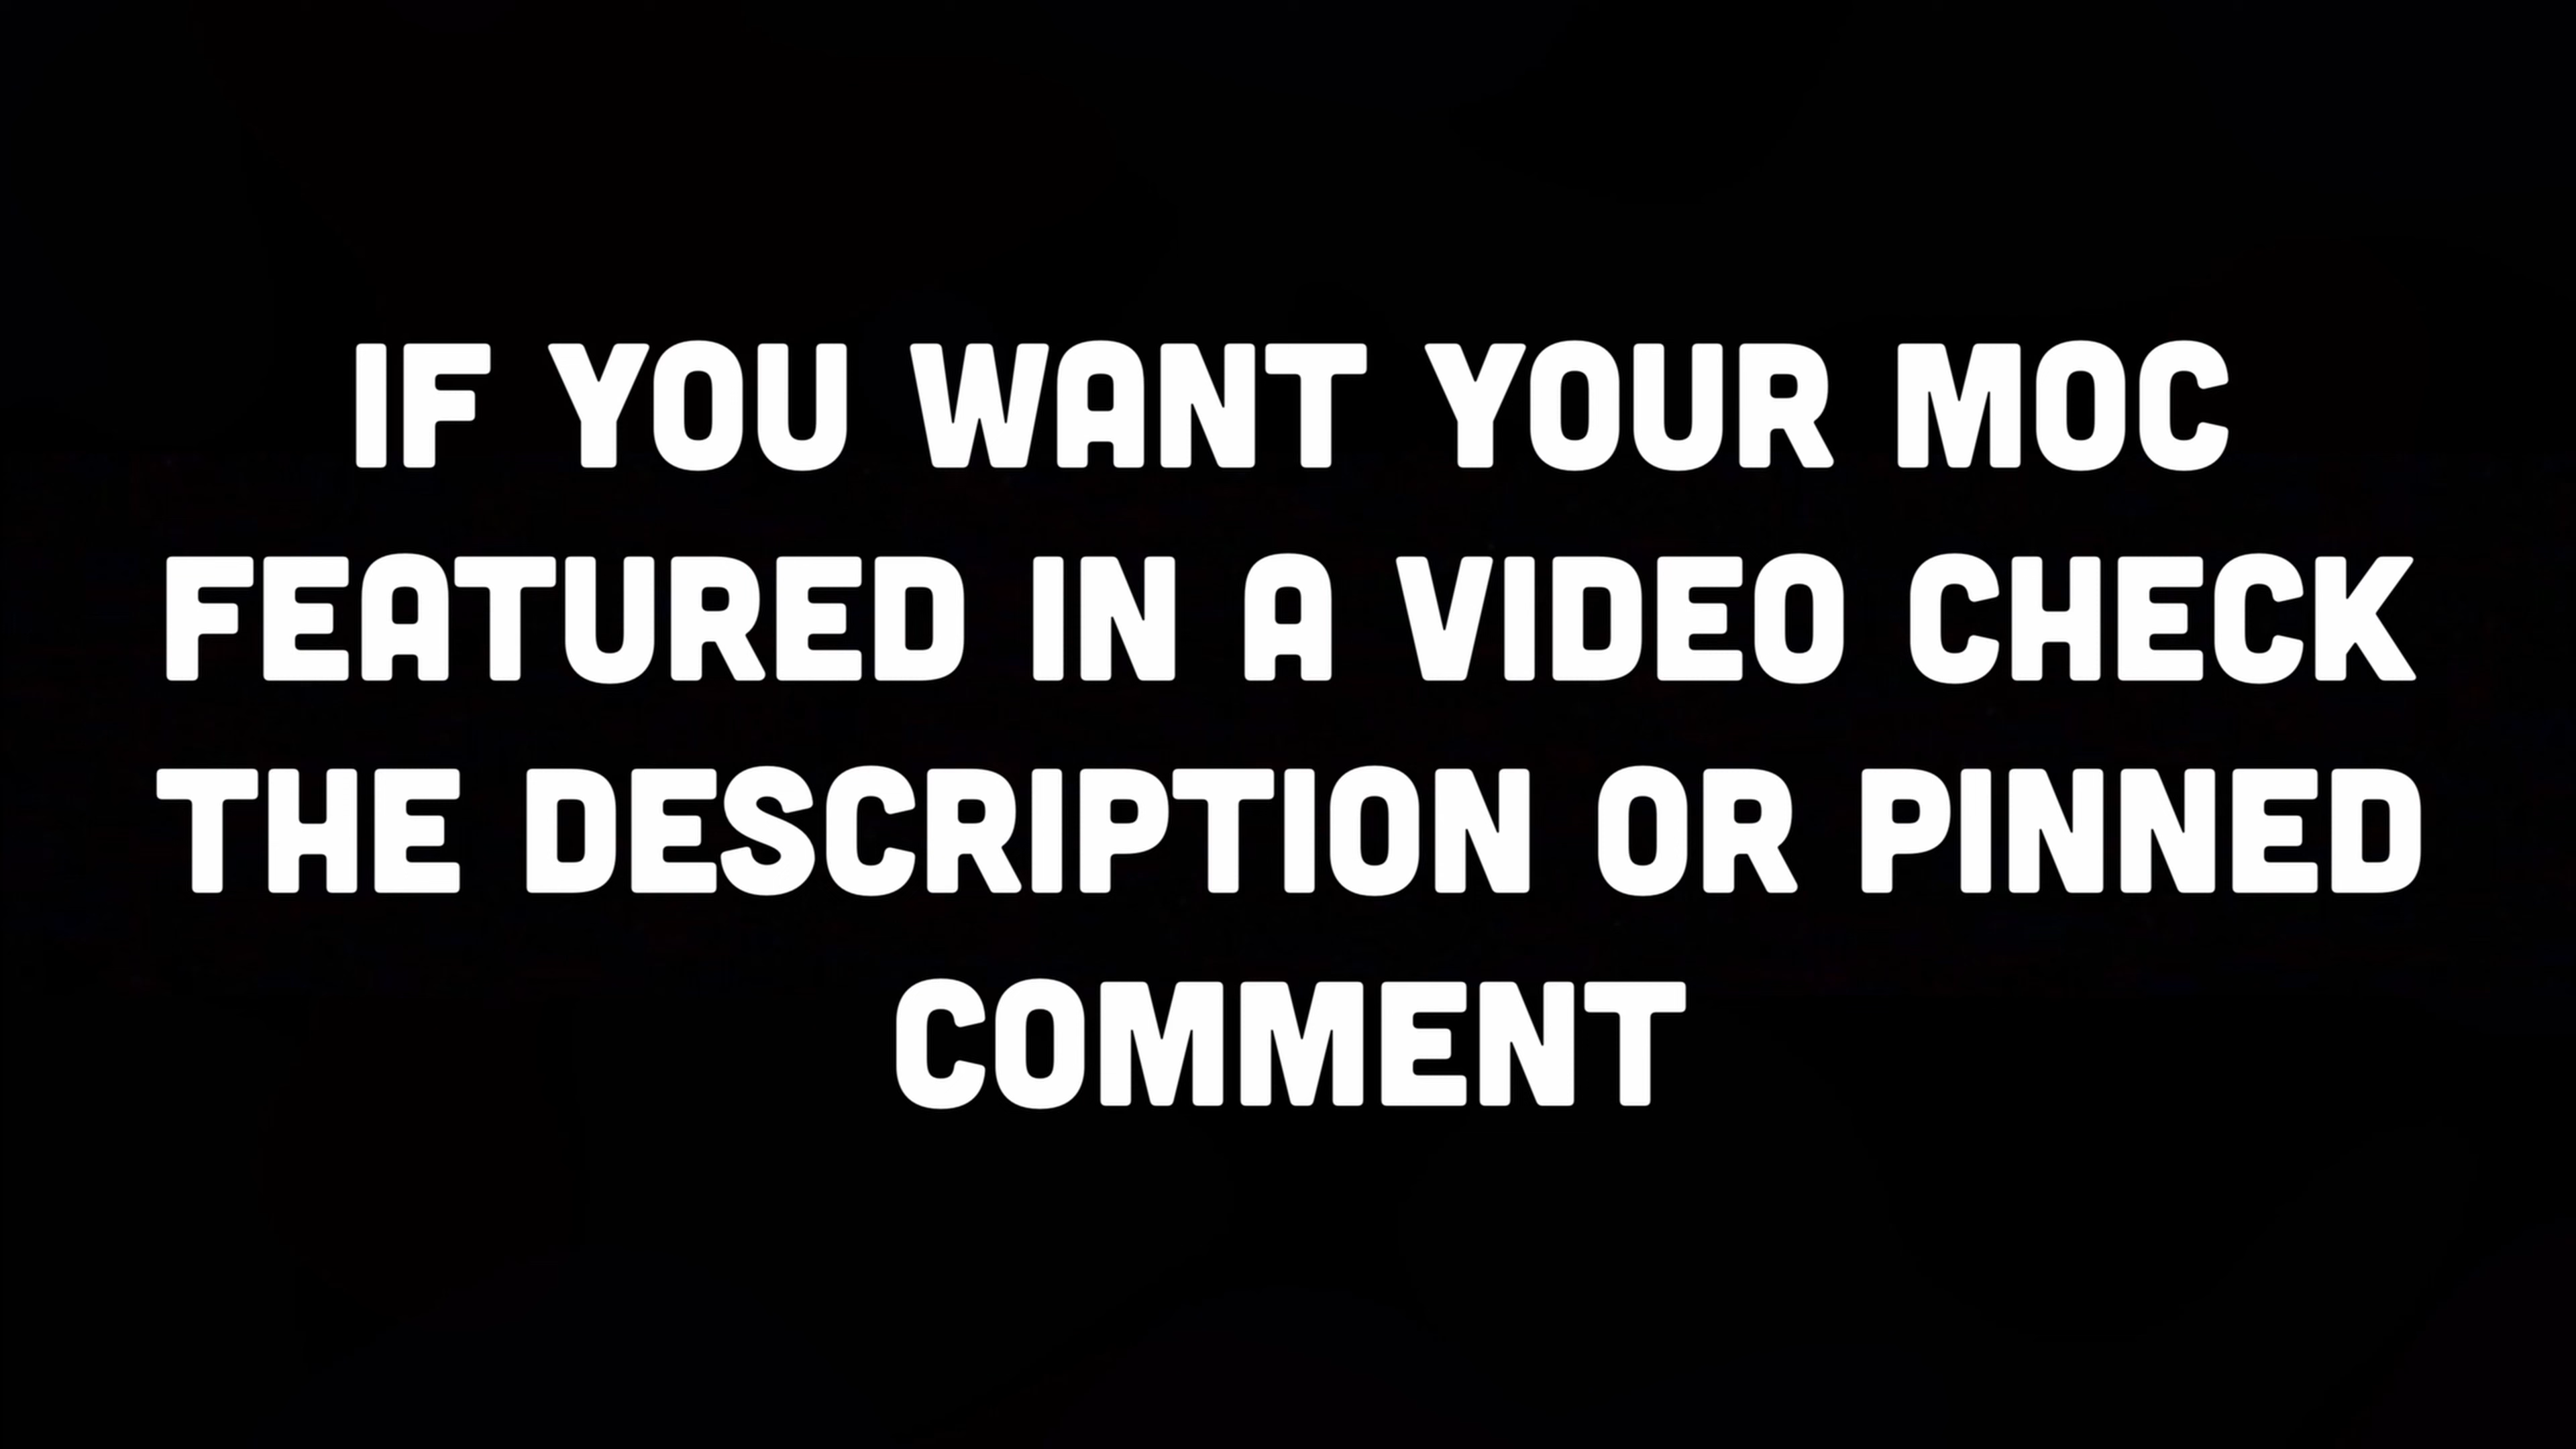 IF YOU WANT YOUR MOC
FEATURED IN A VIDEO CHECK
THE DESCRIPTION OR PINNED
COMMENT